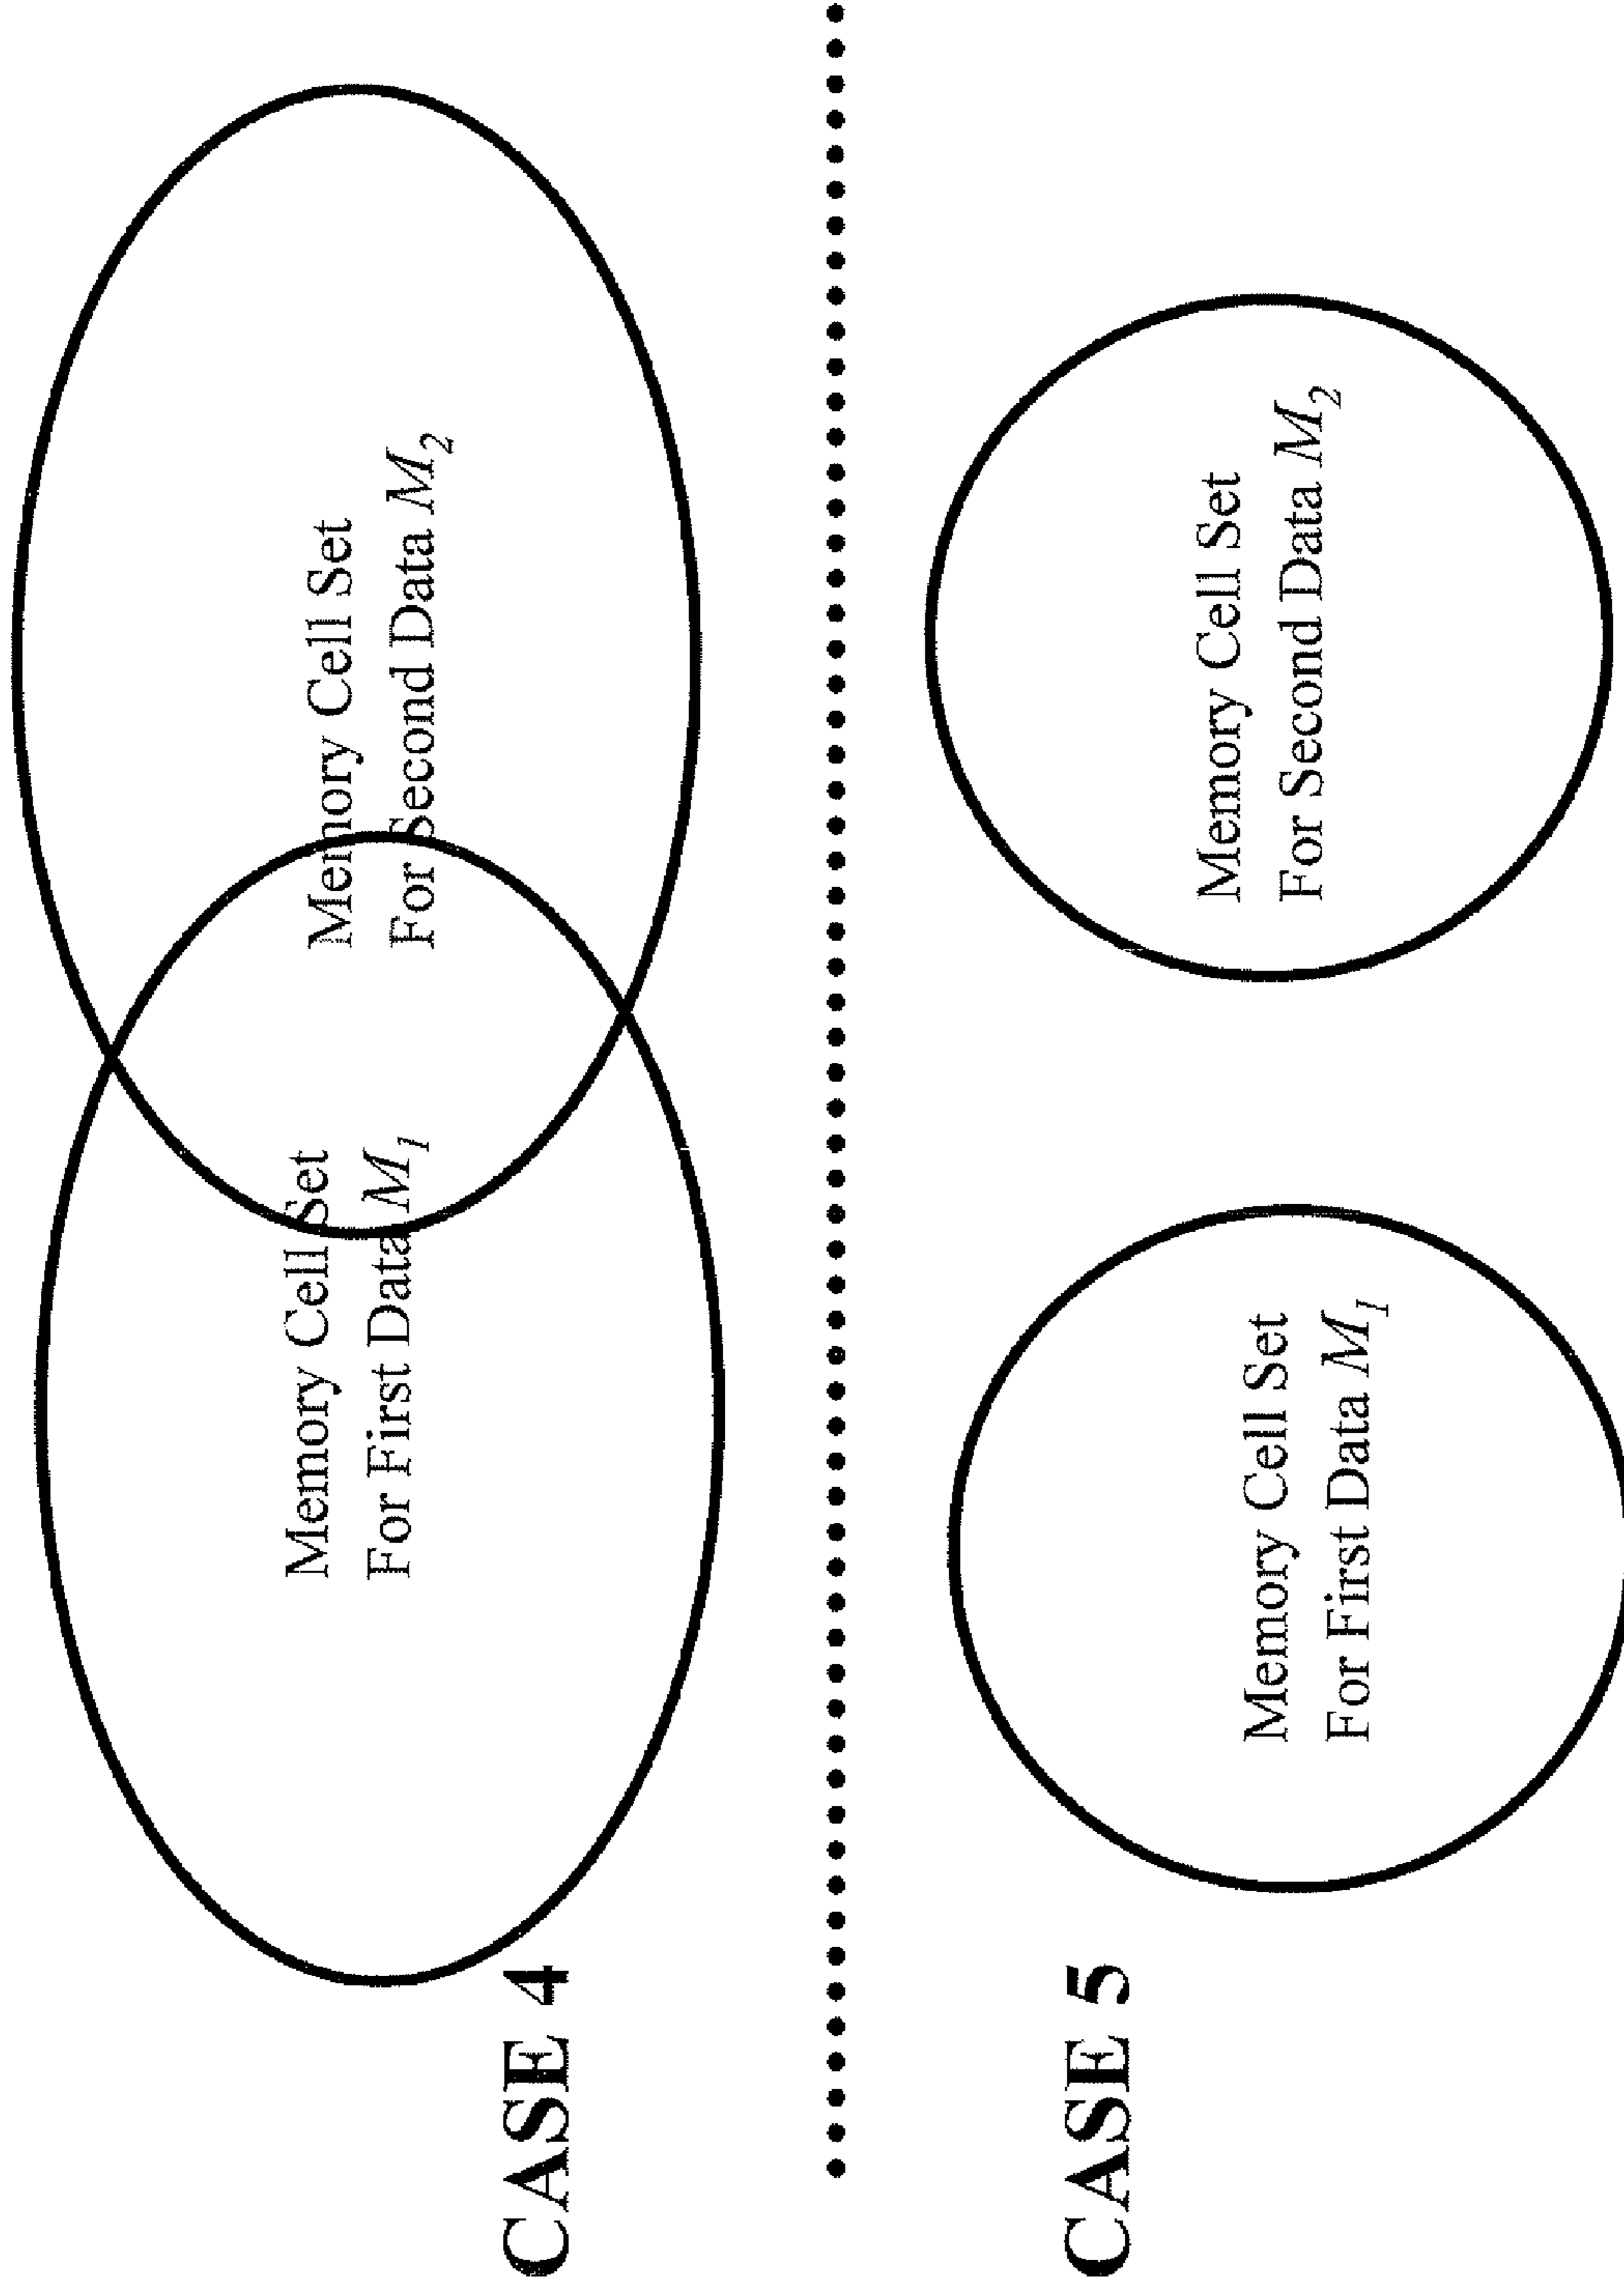 CASE 4
Memory Cell Set
For First Data M₁
Memory Cell Set
For Second Data M₂
CASE 5
Memory Cell Set
For First Data M₁
Memory Cell Set
For Second Data M₂